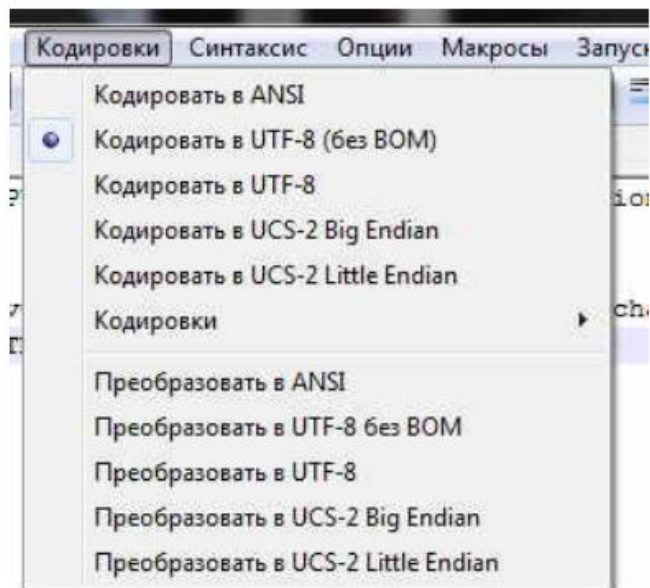 Кодировки Синтаксис Опции Макросы
Кодировать в ANSI
Кодировать в UTF-8 (без BOM)
Кодировать в UTF-8
Кодировать в UCS-2 Big Endian
Кодировать в UCS-2 Little Endian
Кодировки
Преобразовать в ANSI
Преобразовать в UTF-8 без BOM
Преобразовать в UTF-8
Преобразовать в UCS-2 Big Endian
Преобразовать в UCS-2 Little Endian